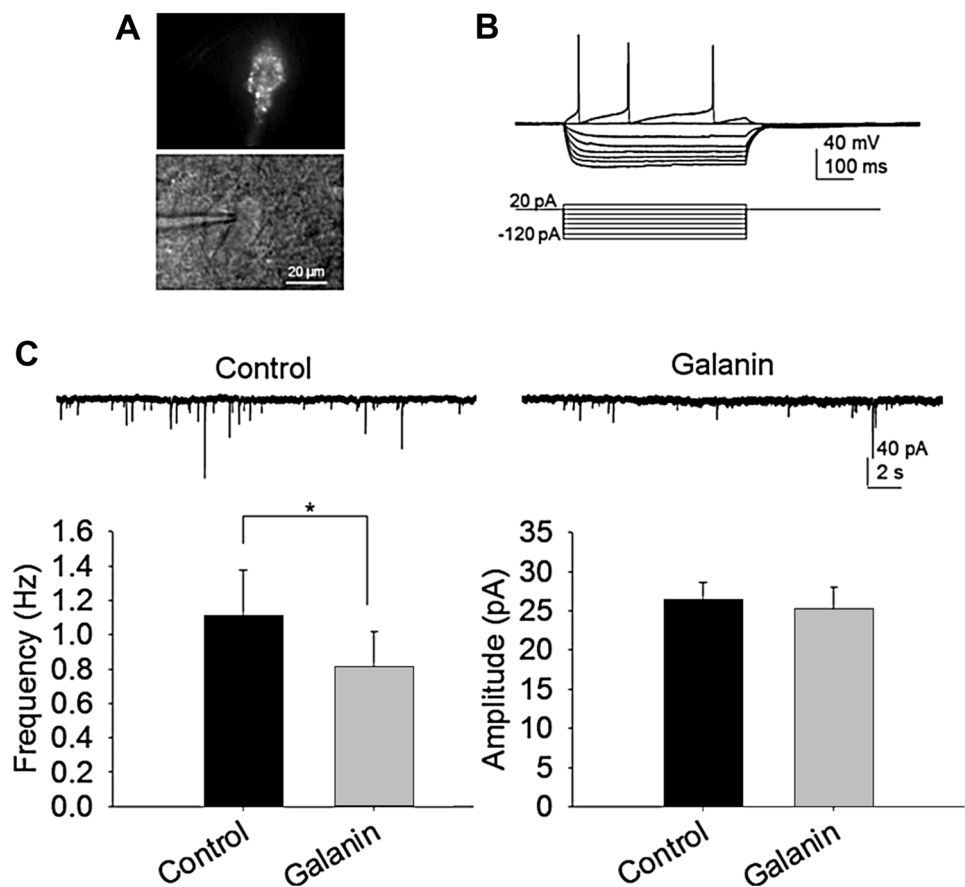 A
20 µm
B
40 mV
100 ms
20 pA
-120 pA
C
Control
Galanin
40 pA
2 s
*
Frequency (Hz)
1.6
1.4
1.2
1.0
0.8
0.6
0.4
0.2
0.0
Control
Galanin
Amplitude (pA)
35
30
25
20
15
10
5
0
Control
Galanin